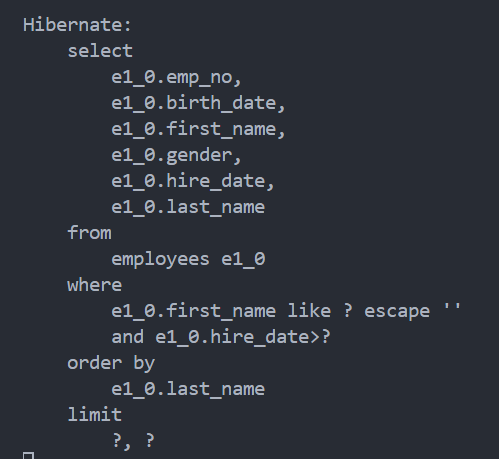 Hibernate:
    select
        e1_0.emp_no,
        e1_0.birth_date,
        e1_0.first_name,
        e1_0.gender,
        e1_0.hire_date,
        e1_0.last_name
    from
        employees e1_0
    where
        e1_0.first_name like ? escape ''
        and e1_0.hire_date>?
    order by
        e1_0.last_name
    limit
        ?, ?